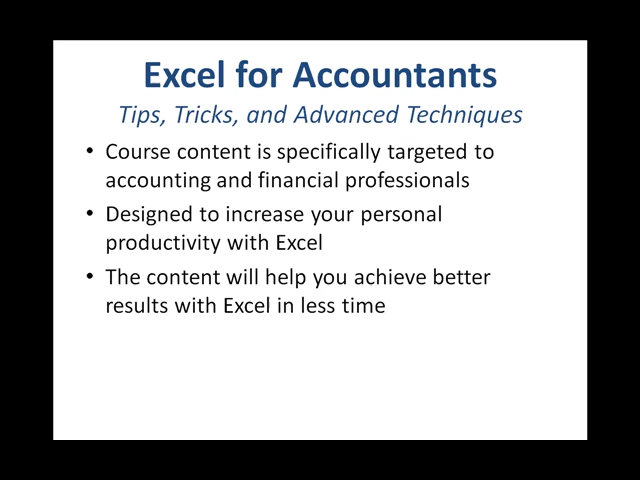 Excel for Accountants
Tips, Tricks, and Advanced Techniques
• Course content is specifically targeted to
accounting and financial professionals
• Designed to increase your personal
productivity with Excel
• The content will help you achieve better
results with Excel in less time